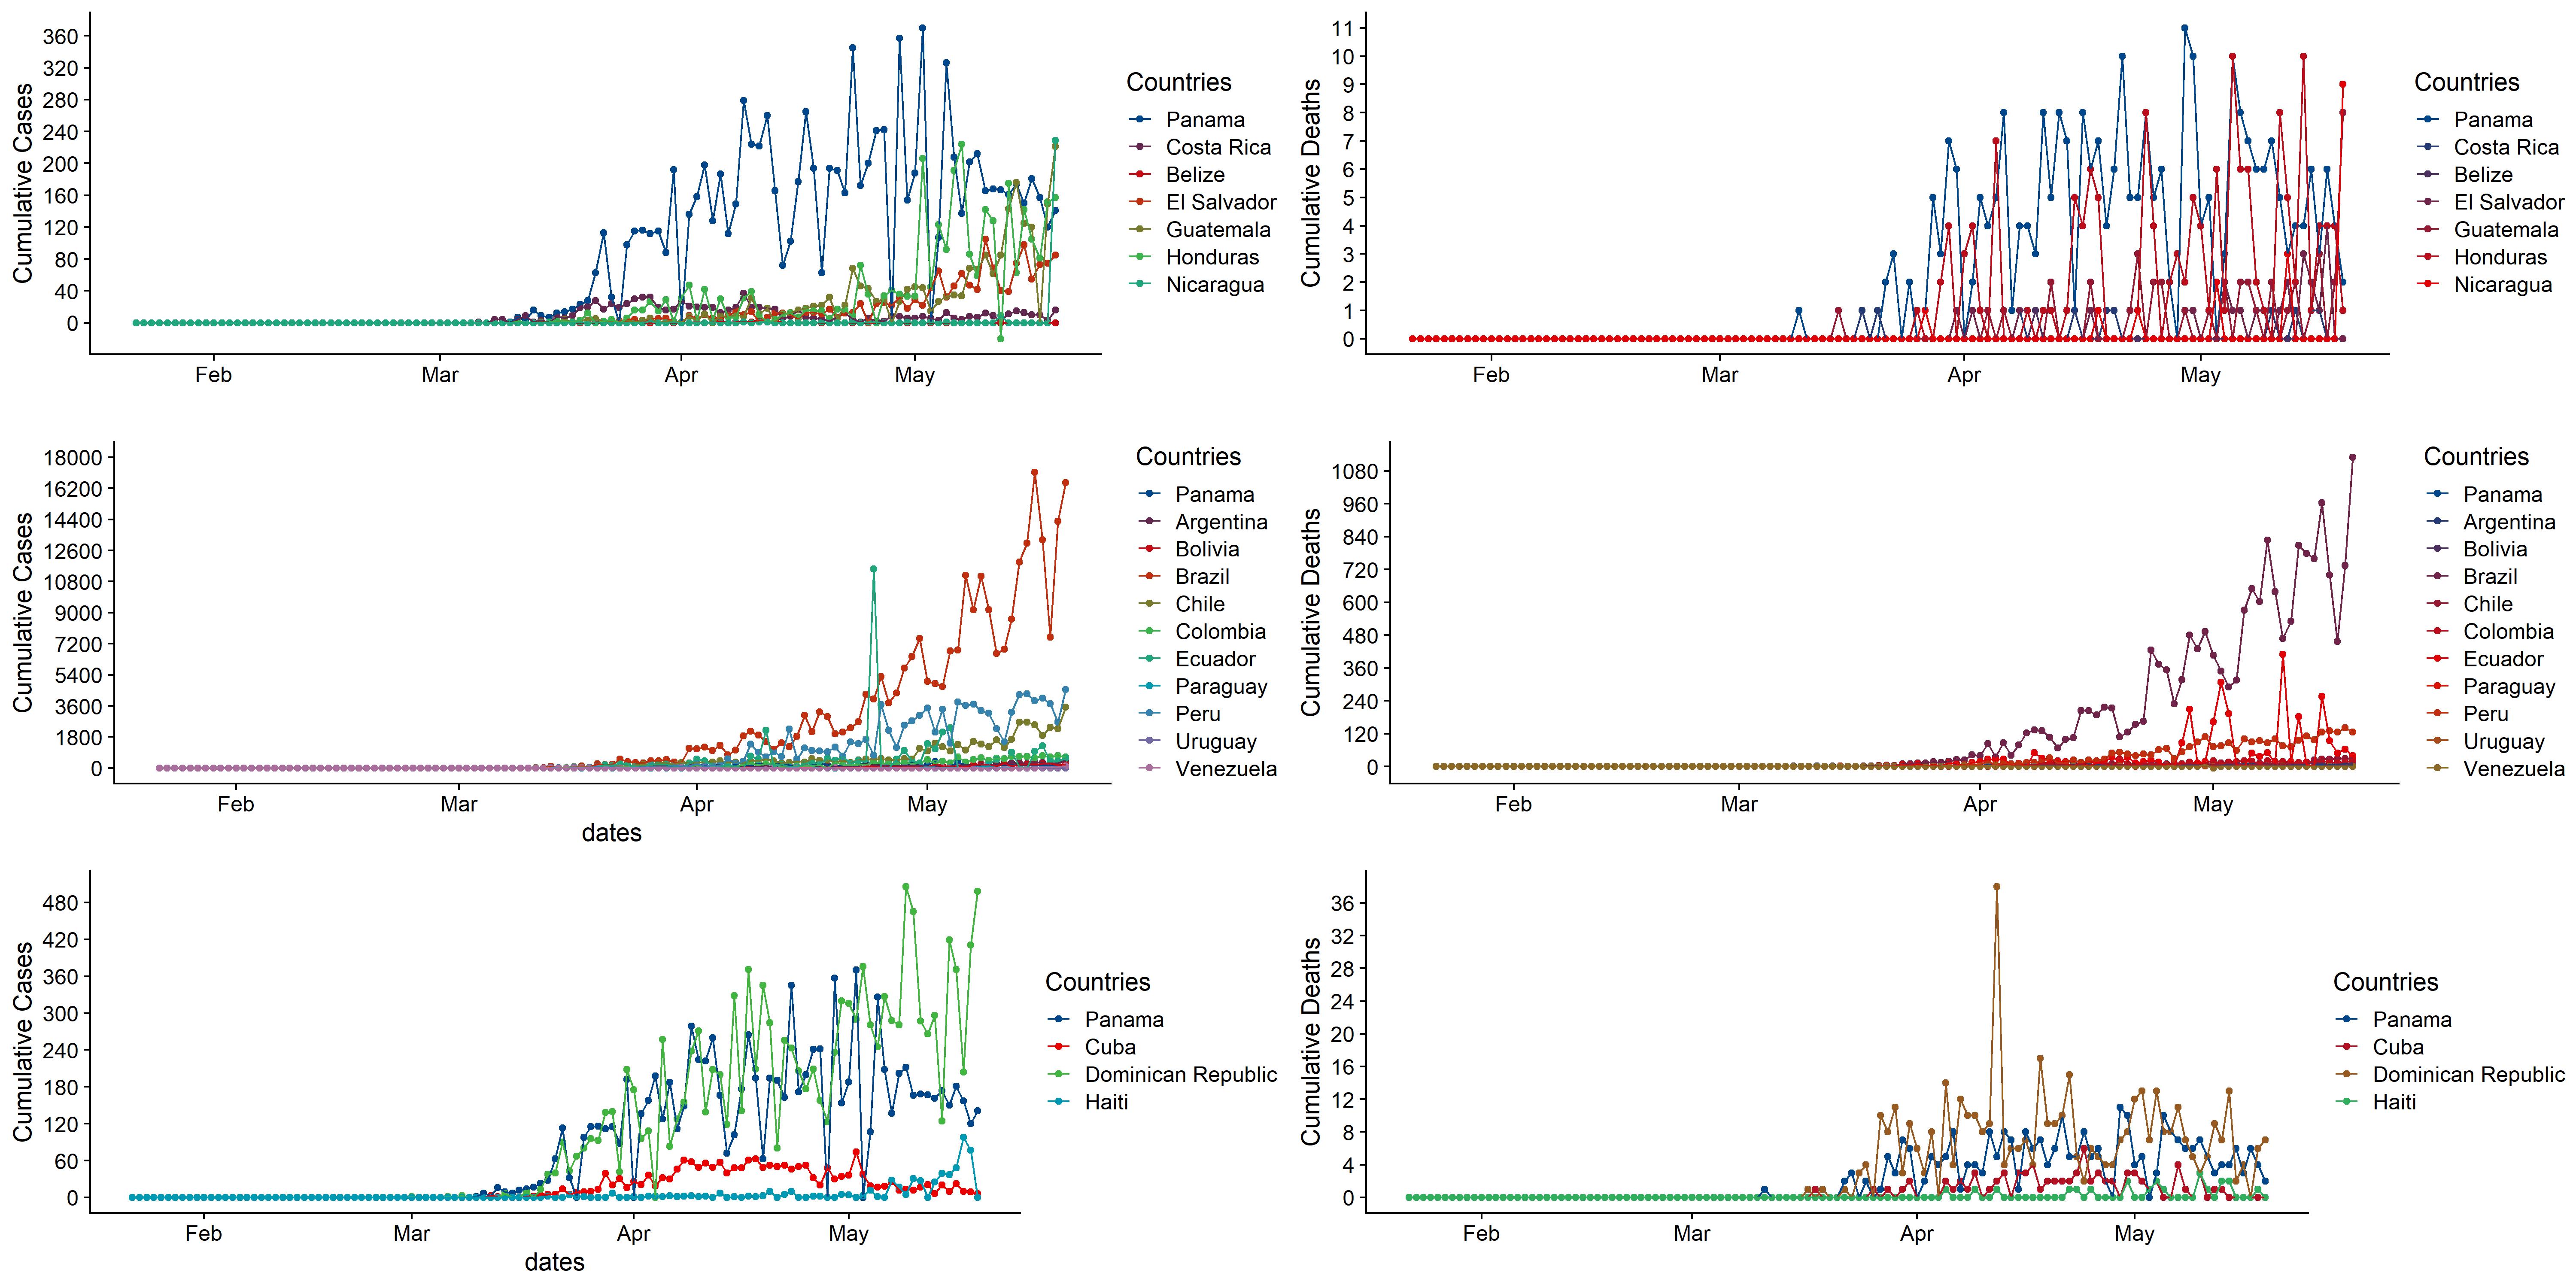 Cumulative Cases
360
320
280
240
200
160
120
80
40
0
Feb Mar Apr May
Countries
Panama
Costa Rica
Belize
El Salvador
Guatemala
Honduras
Nicaragua
Cumulative Deaths
11
10
9
8
7
6
5
4
3
2
1
0
Feb Mar Apr May
Countries
Panama
Costa Rica
Belize
El Salvador
Guatemala
Honduras
Nicaragua
Cumulative Cases
18000
16200
14400
12600
10800
9000
7200
5400
3600
1800
0
Feb Mar Apr May
dates
Countries
Panama
Argentina
Bolivia
Brazil
Chile
Colombia
Ecuador
Paraguay
Peru
Uruguay
Venezuela
Cumulative Deaths
1080
960
840
720
600
480
360
240
120
0
Feb Mar Apr May
Countries
Panama
Argentina
Bolivia
Brazil
Chile
Colombia
Ecuador
Paraguay
Peru
Uruguay
Venezuela
Cumulative Cases
480
420
360
300
240
180
120
60
0
Feb Mar Apr May
dates
Countries
Panama
Cuba
Dominican Republic
Haiti
Cumulative Deaths
36
32
28
24
20
16
12
8
4
0
Feb Mar Apr May
Countries
Panama
Cuba
Dominican Republic
Haiti